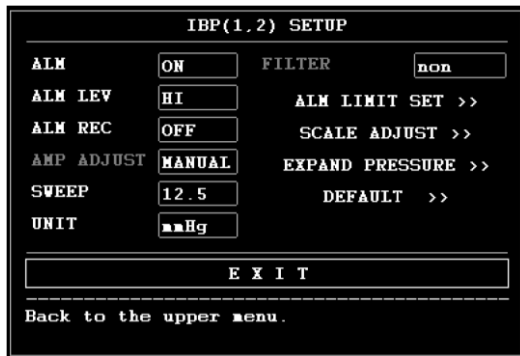 IBP(1,2) SETUP
ALM ON FILTER non
ALM LEV HI ALM LIMIT SET >>
ALM REC OFF SCALE ADJUST >>
AMP ADJUST MANUAL EXPAND PRESSURE >>
SWEEP 12.5 DEFAULT >>
UNIT mmHg
E X I T
Back to the upper menu.